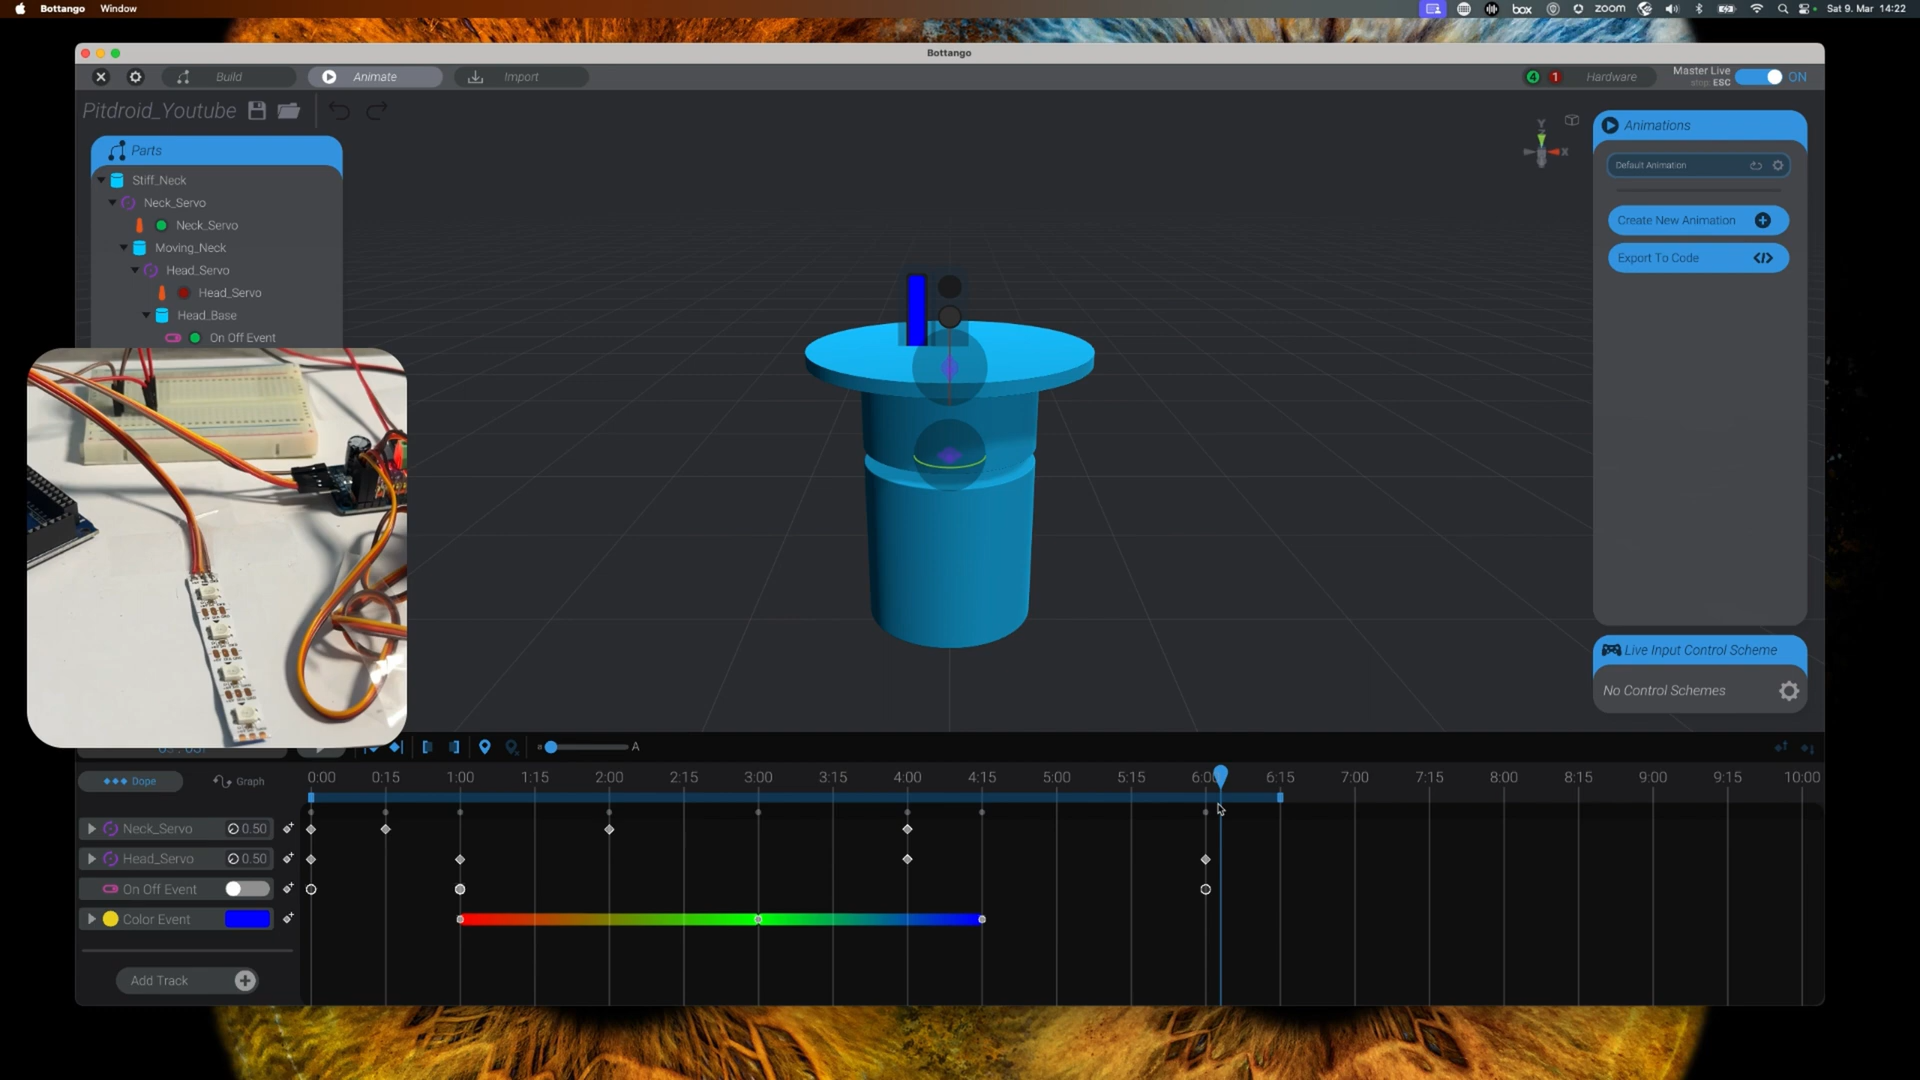 Bottango Window box zoom Sat 9. Mar 14:22
Bottango
Build Animate Import 4 1 Hardware Master Live stop: ESC ON
Pitdroid_Youtube
Parts
Stiff_Neck
Neck_Servo
Neck_Servo
Moving_Neck
Head_Servo
Head_Servo
Head_Base
On Off Event
Y
X
Animations
Default Animation
Create New Animation
Export To Code </>
Live Input Control Scheme
No Control Schemes
a A
Dope Graph 0:00 0:15 1:00 1:15 2:00 2:15 3:00 3:15 4:00 4:15 5:00 5:15 6:00 6:15 7:00 7:15 8:00 8:15 9:00 9:15 10:00
Neck_Servo 0.50
Head_Servo 0.50
On Off Event
Color Event
Add Track